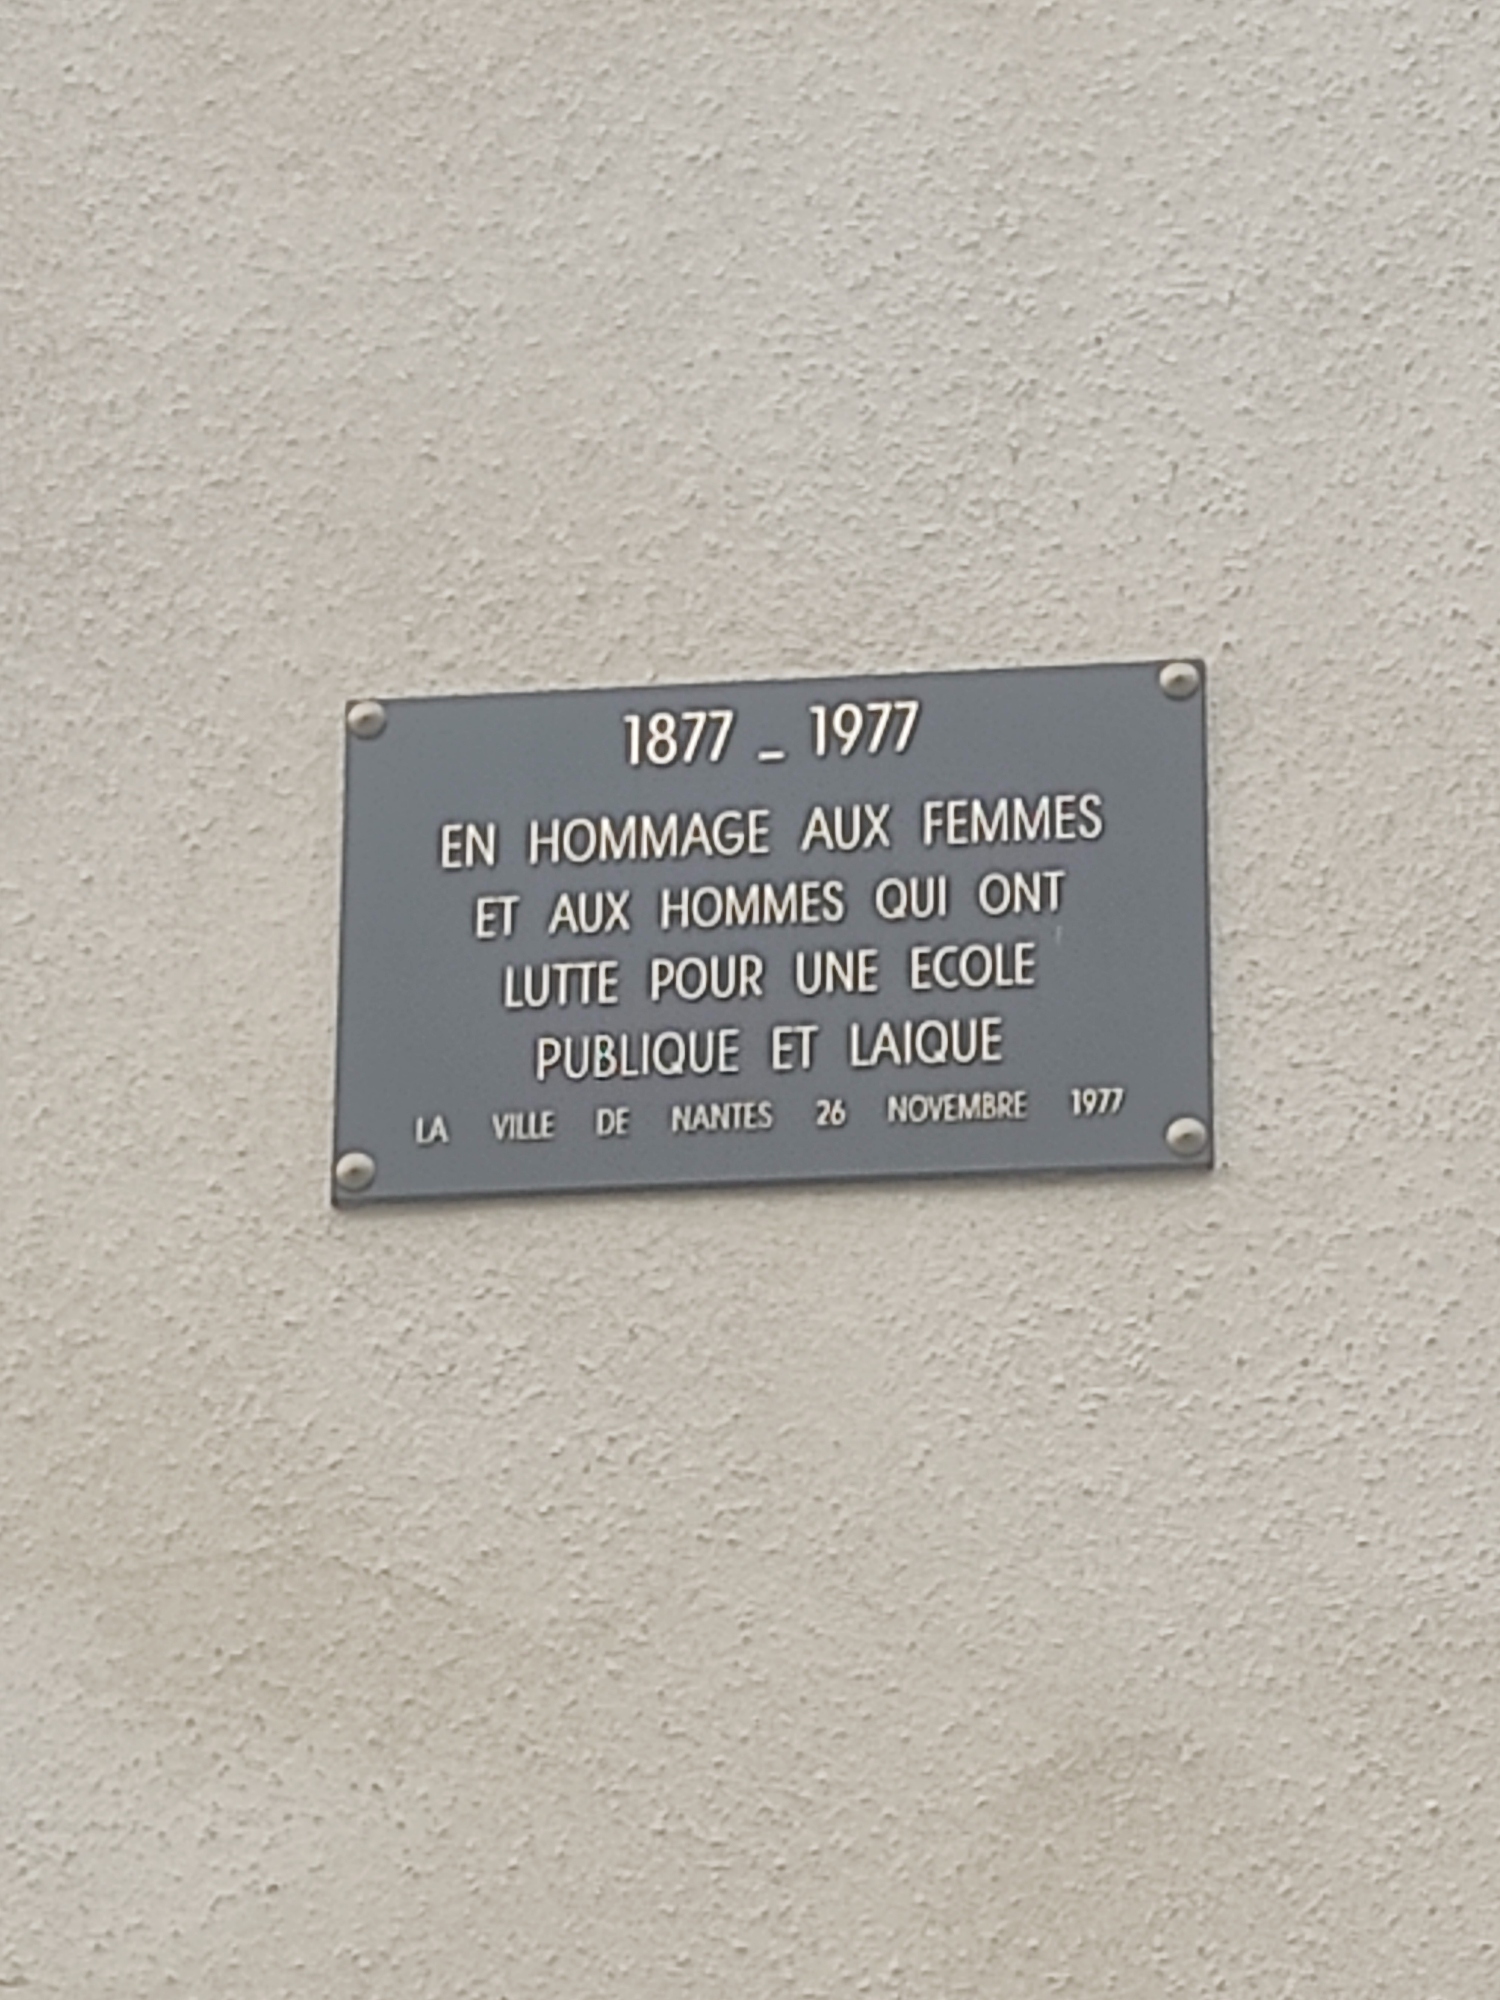 1877 _ 1977
EN HOMMAGE AUX FEMMES
ET AUX HOMMES QUI ONT
LUTTE POUR UNE ECOLE
PUBLIQUE ET LAIQUE
LA VILLE DE NANTES 26 NOVEMBRE 1977